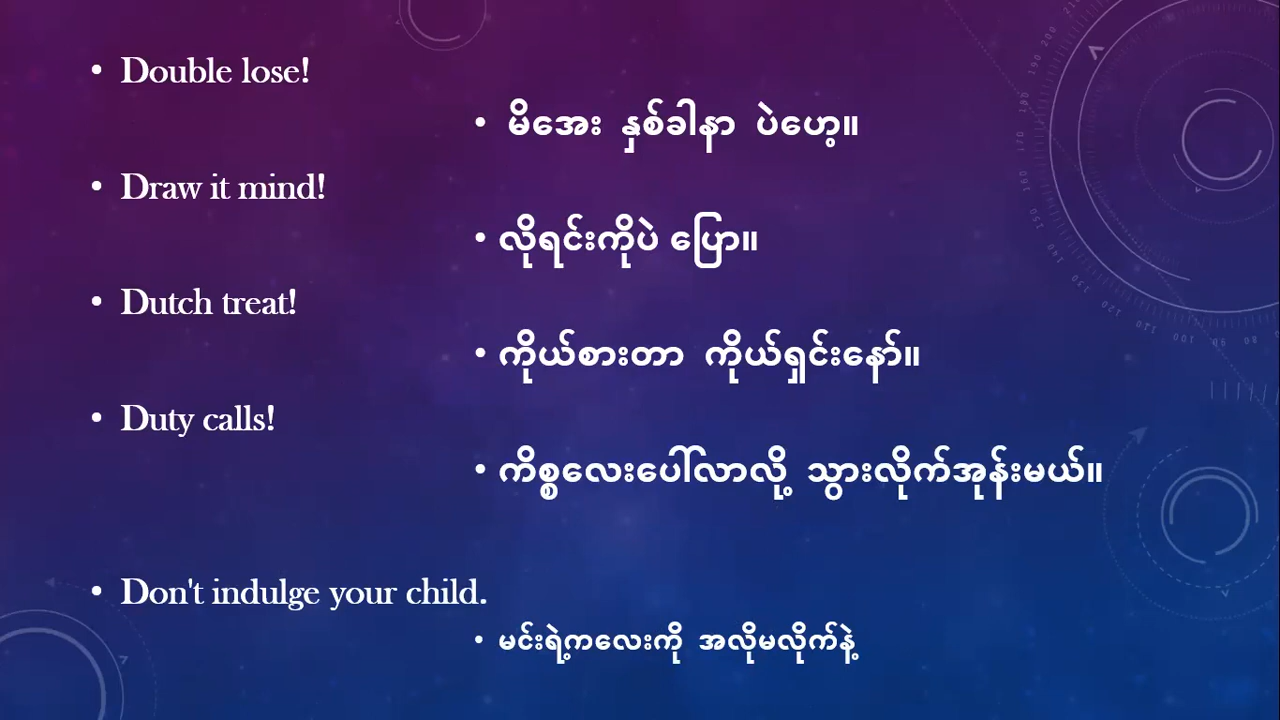 • Double lose!
• မိအေး နှစ်ခါနာ ပဲဟေ့။
• Draw it mind!
• လိုရင်းကိုပဲ ပြော။
• Dutch treat!
• ကိုယ်စားတာ ကိုယ်ရှင်းနော်။
• Duty calls!
• ကိစ္စလေးပေါ်လာလို့ သွားလိုက်အုန်းမယ်။
• Don't indulge your child.
• မင်းရဲ့ကလေးကို အလိုမလိုက်နဲ့